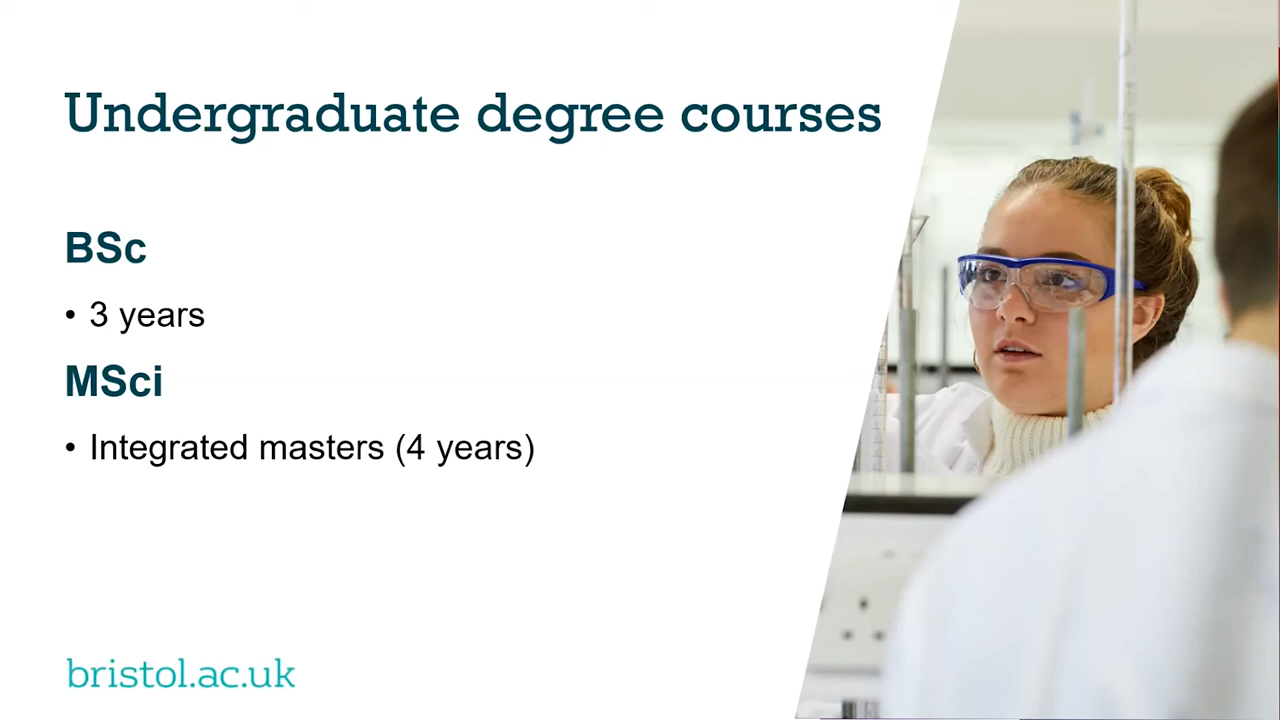 Undergraduate degree courses
BSc
• 3 years
MSci
• Integrated masters (4 years)
bristol.ac.uk